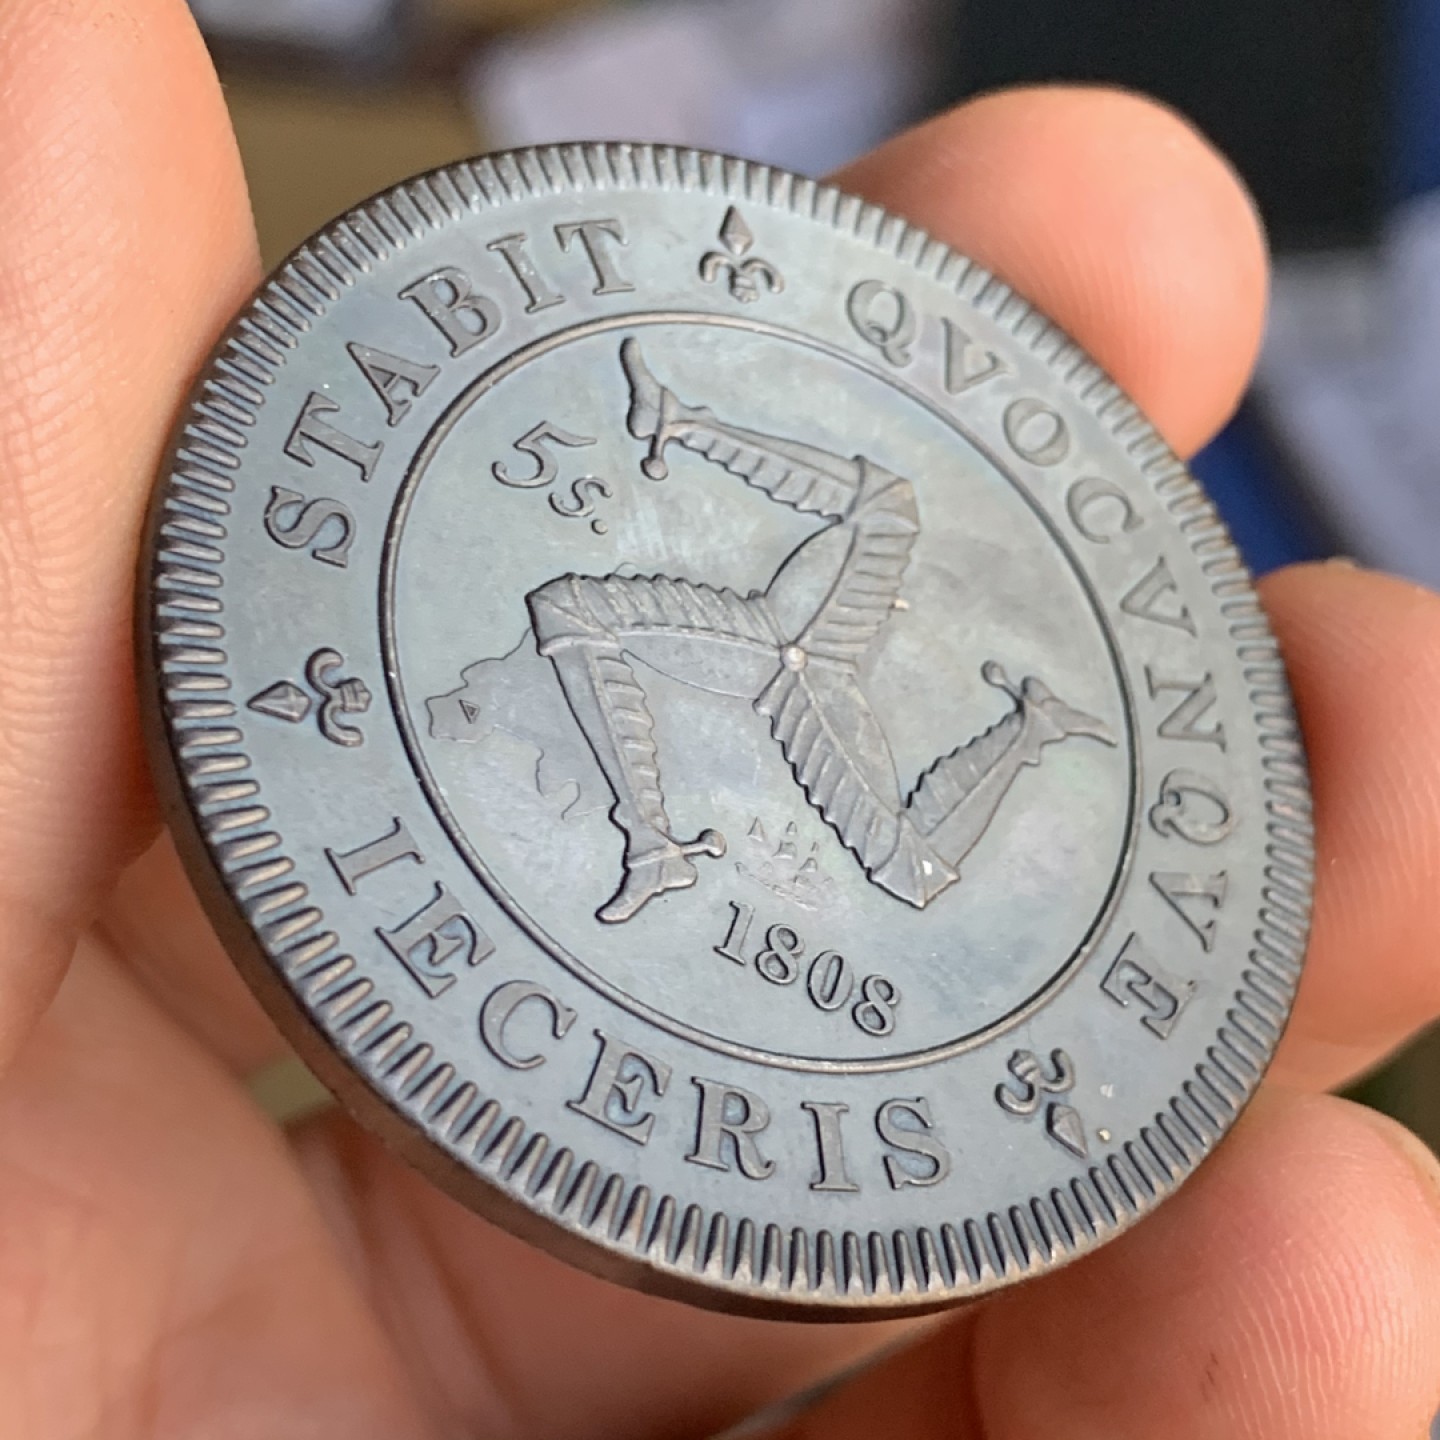 QVOCVNQVE
IECERIS
STABIT
5s.
1808